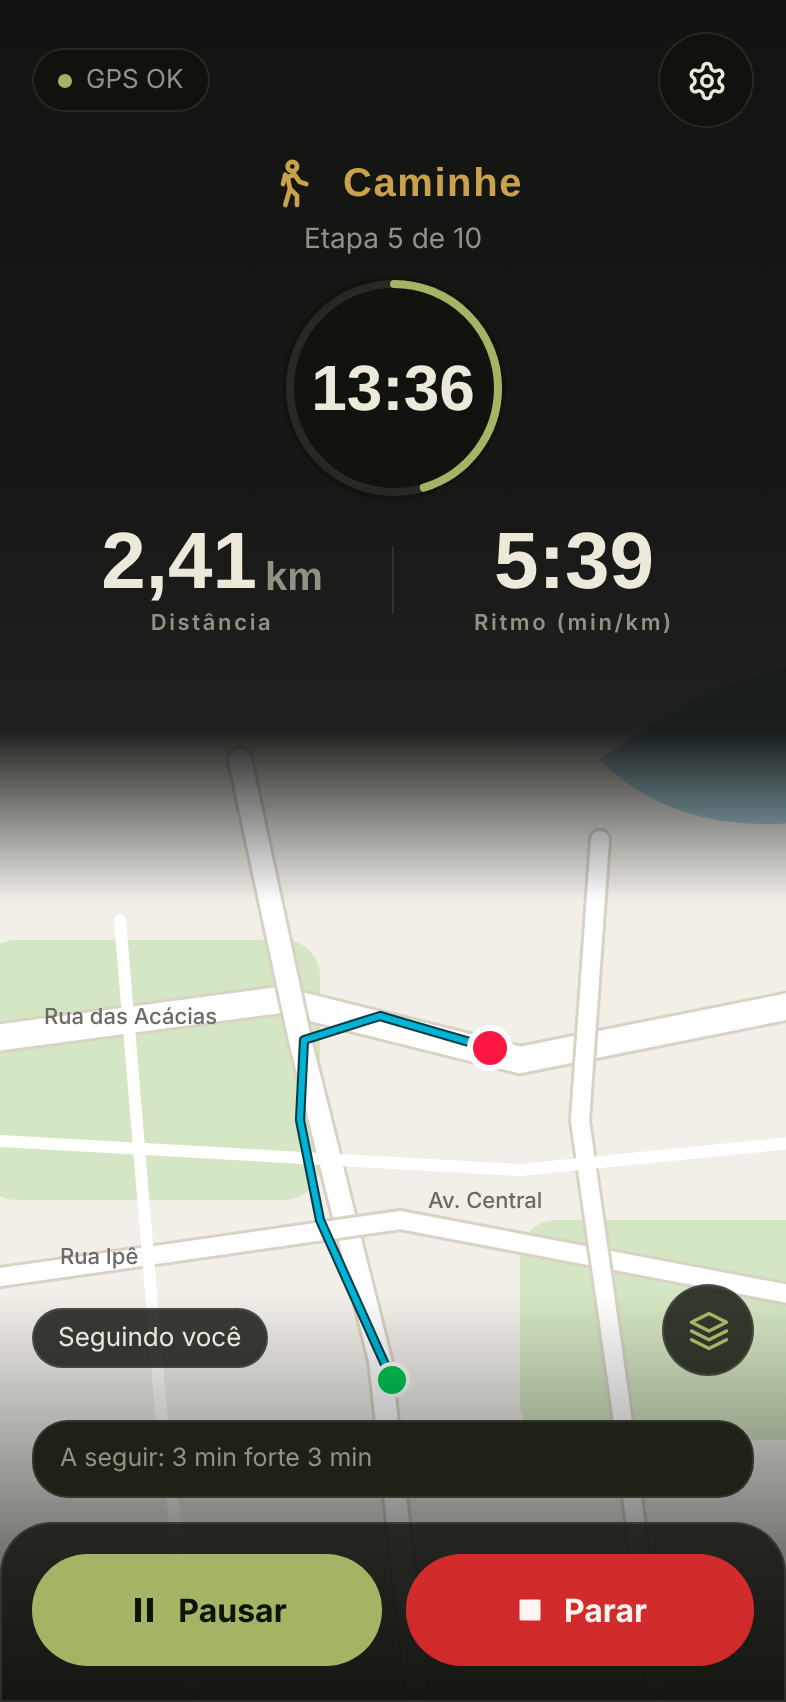 GPS OK
Caminhe
Etapa 5 de 10
13:36
2,41 km
Distância
5:39
Ritmo (min/km)
Rua das Acácias
Av. Central
Rua Ipê
Seguindo você
A seguir: 3 min forte 3 min
Pausar
Parar